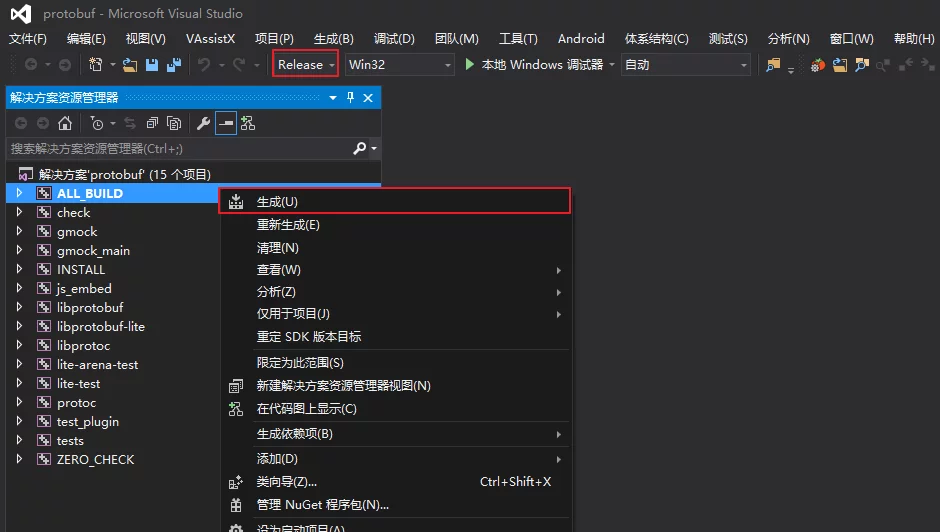 protobuf - Microsoft Visual Studio
文件(F) 编辑(E) 视图(V) VAssistX 项目(P) 生成(B) 调试(D) 团队(M) 工具(T) Android 体系结构(C) 测试(S) 分析(N) 窗口(W) 帮助(H)
Release Win32 本地 Windows 调试器 自动
解决方案资源管理器
搜索解决方案资源管理器(Ctrl+;)
解决方案'protobuf' (15 个项目)
ALL_BUILD
check
gmock
gmock_main
INSTALL
js_embed
libprotobuf
libprotobuf-lite
libprotoc
lite-arena-test
lite-test
protoc
test_plugin
tests
ZERO_CHECK
生成(U)
重新生成(E)
清理(N)
查看(W)
分析(Z)
仅用于项目(J)
重定 SDK 版本目标
限定为此范围(S)
新建解决方案资源管理器视图(N)
在代码图上显示(C)
生成依赖项(B)
添加(D)
类向导(Z)... Ctrl+Shift+X
管理 NuGet 程序包(N)...
设为启动项目(A)